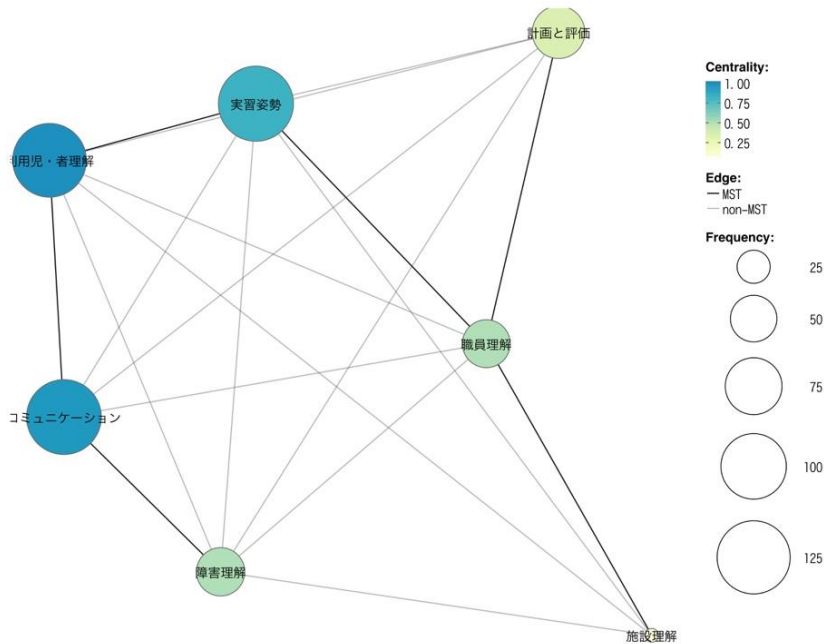 計画と評価
実習姿勢
用児・者理解
職員理解
コミュニケーション
障害理解
施設理解
Centrality:
1.00
0.75
0.50
0.25
Edge:
MST
non-MST
Frequency:
25
50
75
100
125